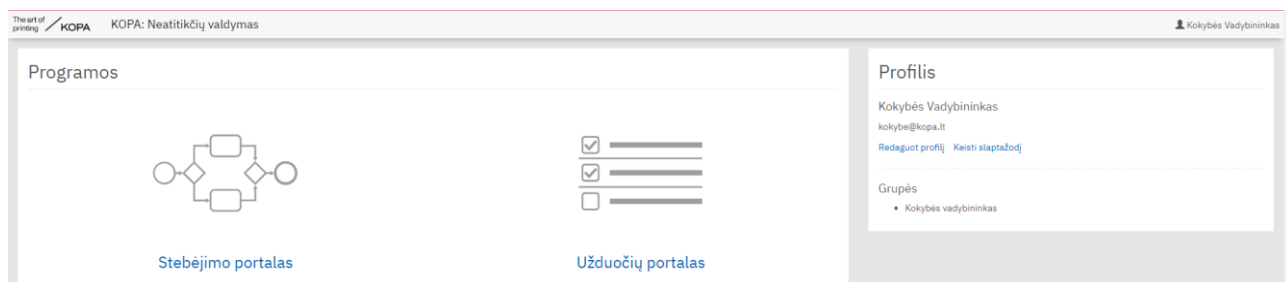 The art of
printing KOPA KOPA: Neatitikčių valdymas Kokybės Vadybininkas
Programos
Stebėjimo portalas
Užduočių portalas
Profilis
Kokybės Vadybininkas
kokybe@kopa.lt
Redaguot profilį Keisti slaptažodį
Grupės
• Kokybės vadybininkas